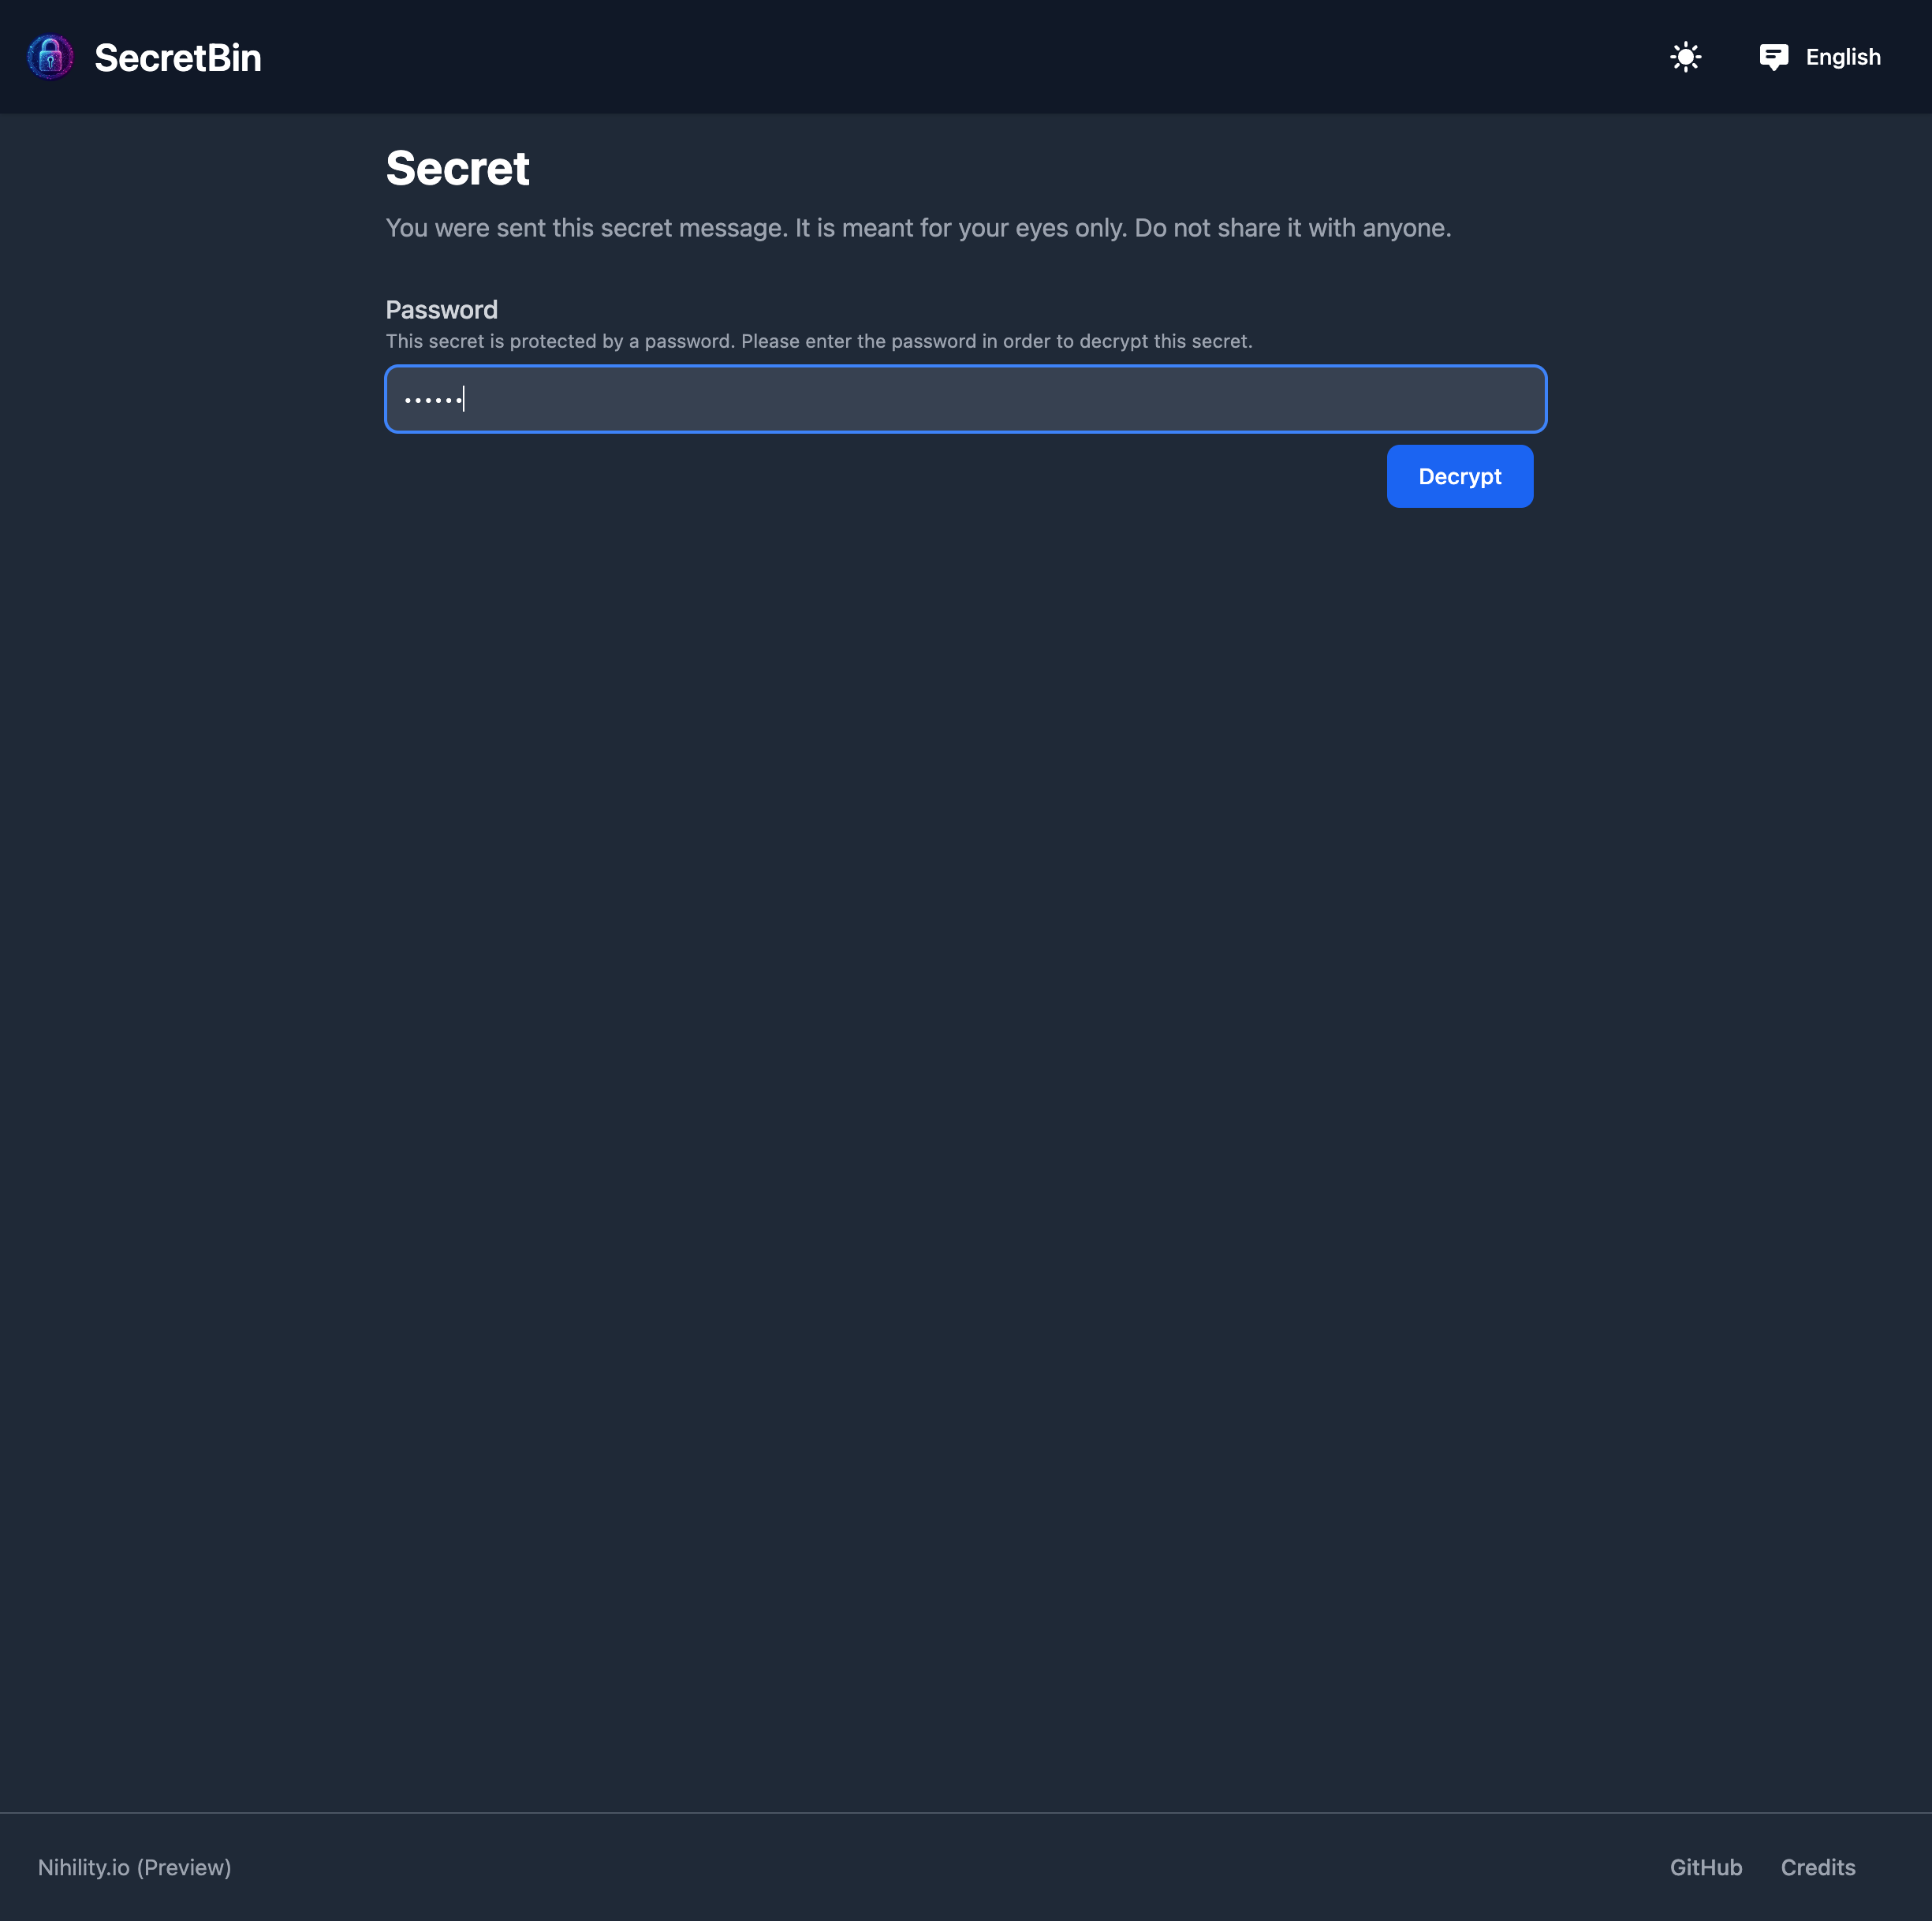 SecretBin
English
Secret
You were sent this secret message. It is meant for your eyes only. Do not share it with anyone.
Password
This secret is protected by a password. Please enter the password in order to decrypt this secret.
••••••
Decrypt
Nihility.io (Preview)
GitHub
Credits